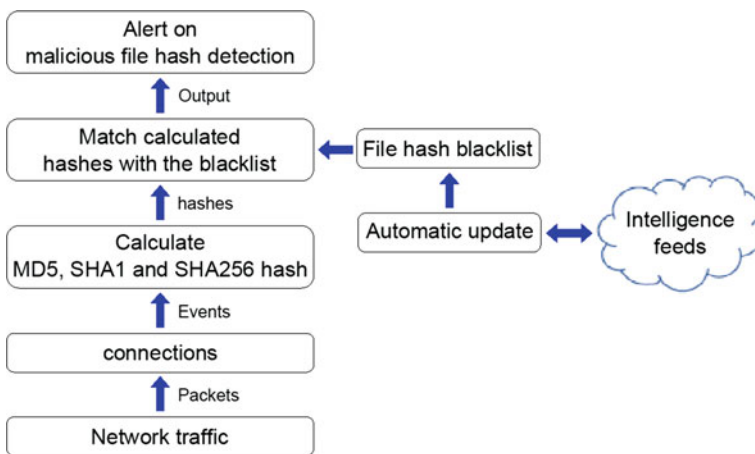 Alert on
malicious file hash detection
Output
Match calculated
hashes with the blacklist
File hash blacklist
hashes
Automatic update
Intelligence
feeds
Calculate
MD5, SHA1 and SHA256 hash
Events
connections
Packets
Network traffic